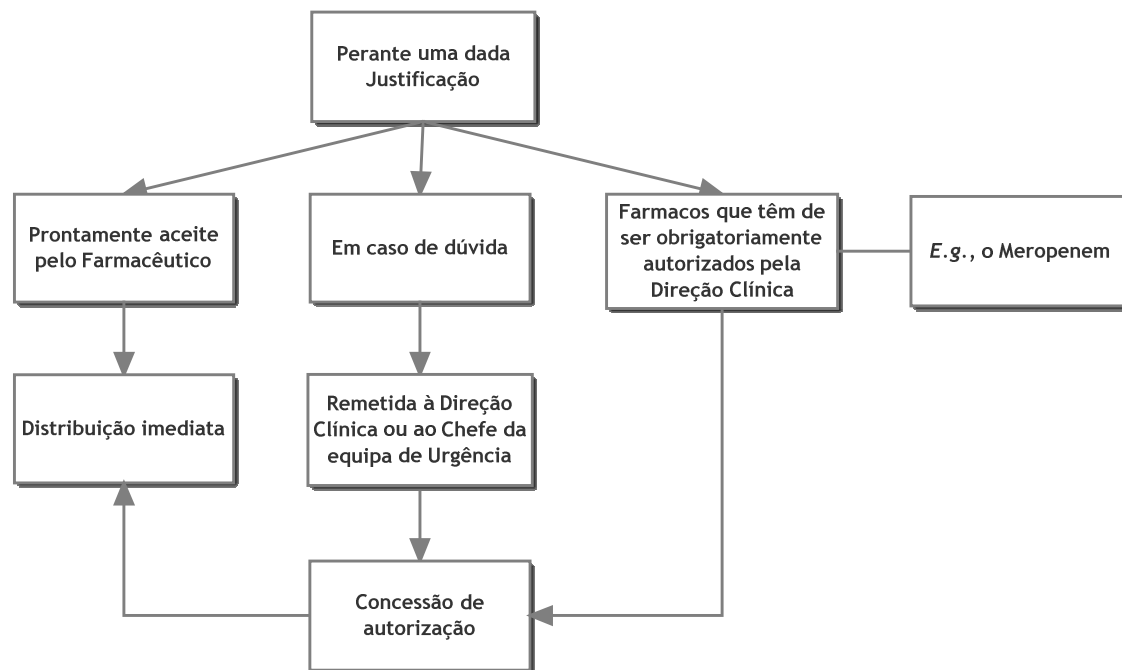 Perante uma dada
Justificação
Prontamente aceite
pelo Farmacêutico
Em caso de dúvida
Farmacos que têm de
ser obrigatoriamente
autorizados pela
Direção Clínica
E.g., o Meropenem
Distribuição imediata
Remetida à Direção
Clínica ou ao Chefe da
equipa de Urgência
Concessão de
autorização